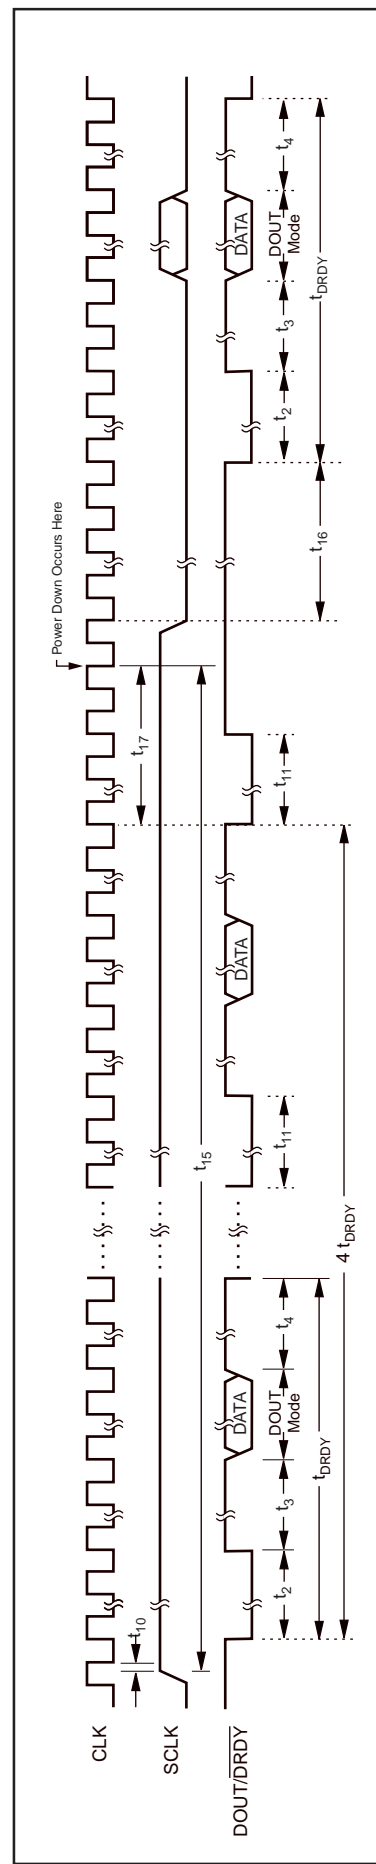 Power Down Occurs Here
CLK
t10
t17
SCLK
t15
DOUT/DRDY
DATA
DATA
DATA
t2
t3
DOUT
Mode
t4
t11
t11
t16
t2
t3
DOUT
Mode
t4
tDRDY
tDRDY
4 tDRDY